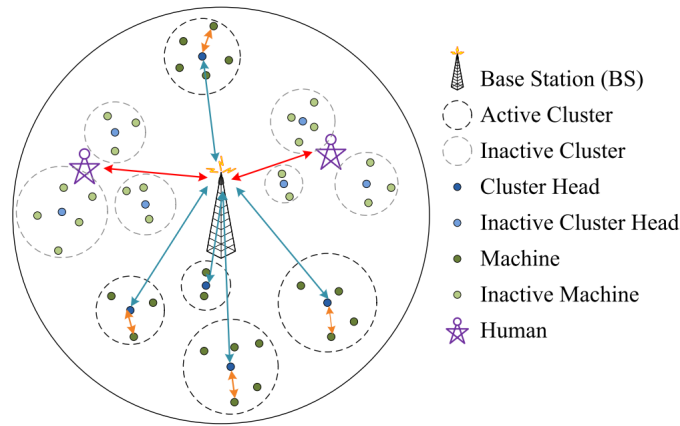 Base Station (BS)
Active Cluster
Inactive Cluster
Cluster Head
Inactive Cluster Head
Machine
Inactive Machine
Human